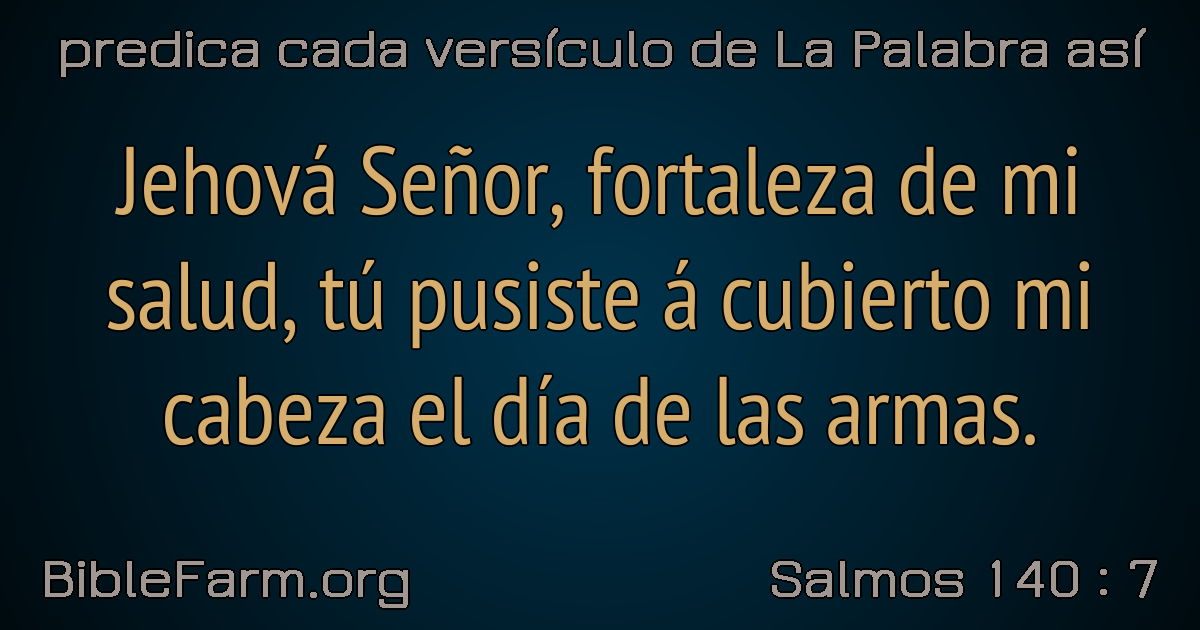 predica cada versículo de La Palabra así
Jehová Señor, fortaleza de mi
salud, tú pusiste á cubierto mi
cabeza el día de las armas.
BibleFarm.org
Salmos 140 : 7